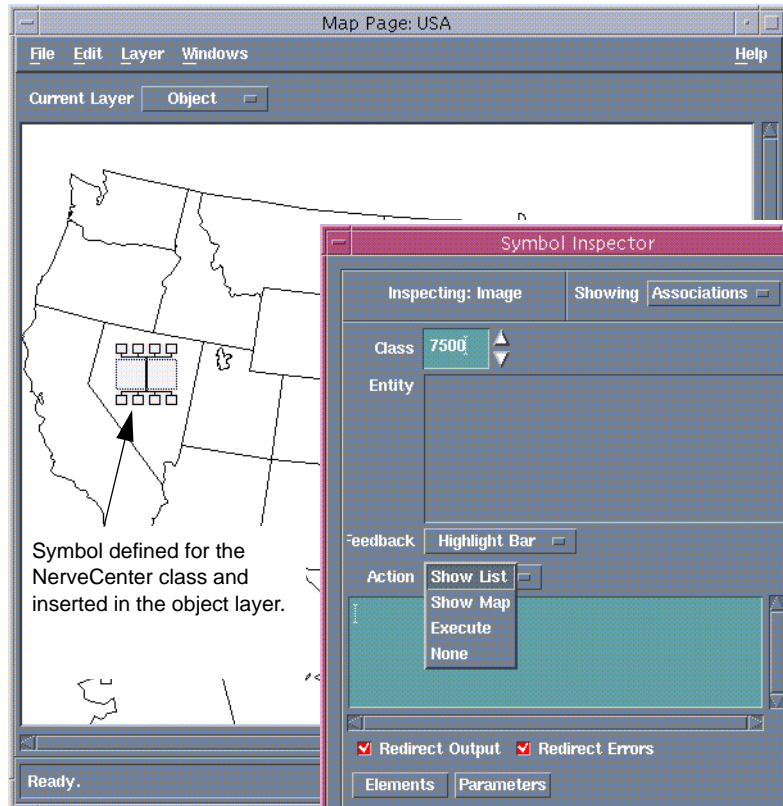 Map Page: USA
File Edit Layer Windows Help
Current Layer Object
Symbol Inspector
Inspecting: Image Showing Associations
Class 7500
Entity
Feedback Highlight Bar
Action Show List
Show Map
Execute
None
Symbol defined for the
NerveCenter class and
inserted in the object layer.
Redirect Output Redirect Errors
Ready.
Elements Parameters